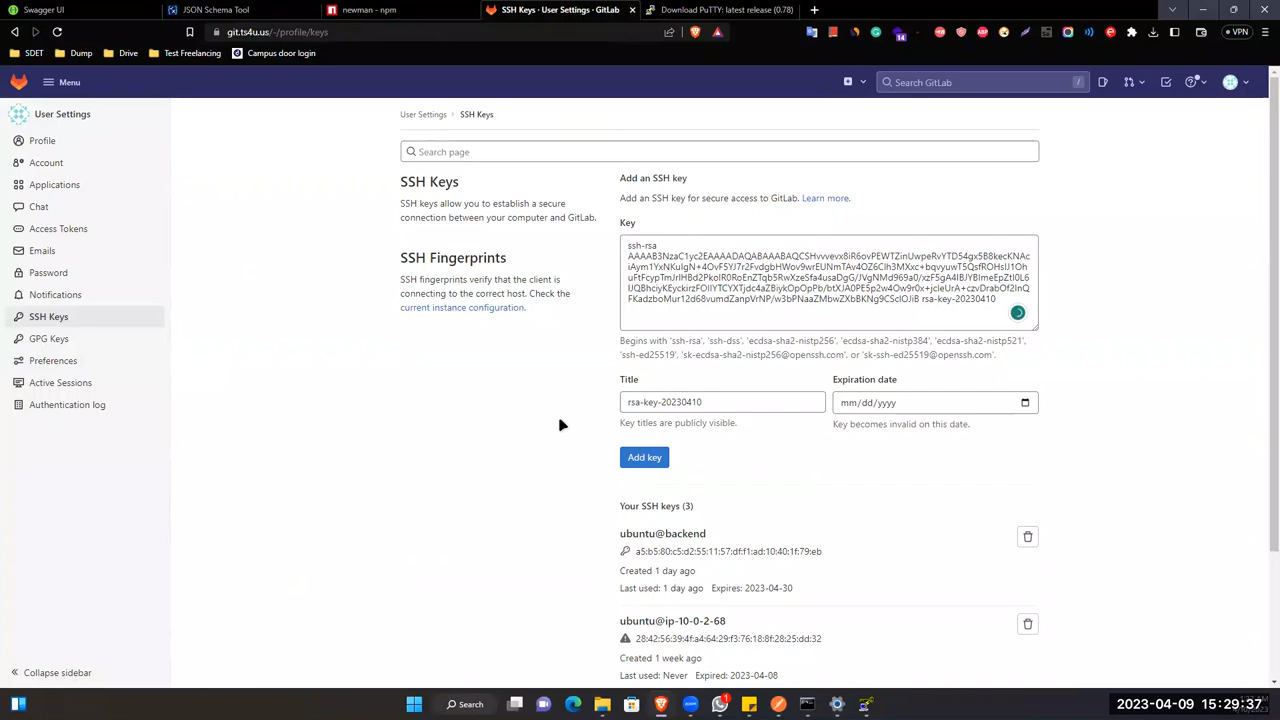 Swagger UI
JSON Schema Tool
newman - npm
SSH Keys · User Settings · GitLab
Download PuTTY: latest release (0.78)
git.ts4u.us/-/profile/keys
VPN
SDET
Dump
Drive
Test Freelancing
Campus door login
Menu
Search GitLab
/
User Settings
Profile
Account
Applications
Chat
Access Tokens
Emails
Password
Notifications
SSH Keys
GPG Keys
Preferences
Active Sessions
Authentication log
Collapse sidebar
User Settings › SSH Keys
Search page
SSH Keys
SSH keys allow you to establish a secure
connection between your computer and GitLab.
SSH Fingerprints
SSH fingerprints verify that the client is
connecting to the correct host. Check the
current instance configuration.
Add an SSH key
Add an SSH key for secure access to GitLab. Learn more.
Key
ssh-rsa
rsa-key-20230410
Begins with 'ssh-rsa', 'ssh-dss', 'ecdsa-sha2-nistp256', 'ecdsa-sha2-nistp384', 'ecdsa-sha2-nistp521',
'ssh-ed25519', 'sk-ecdsa-sha2-nistp256@openssh.com', or 'sk-ssh-ed25519@openssh.com'.
Title
Expiration date
rsa-key-20230410
mm/dd/yyyy
Key titles are publicly visible.
Key becomes invalid on this date.
Add key
Your SSH keys (3)
ubuntu@backend
a5:b5:80:c5:d2:55:11:57:df:f1:ad:10:40:1f:79:eb
Created 1 day ago
Last used: 1 day ago Expires: 2023-04-30
ubuntu@ip-10-0-2-68
28:42:56:39:4f:a4:64:29:f3:76:18:8f:28:25:dd:32
Created 1 week ago
Last used: Never Expired: 2023-04-08
Search
1
2023-04-09 15:29:37